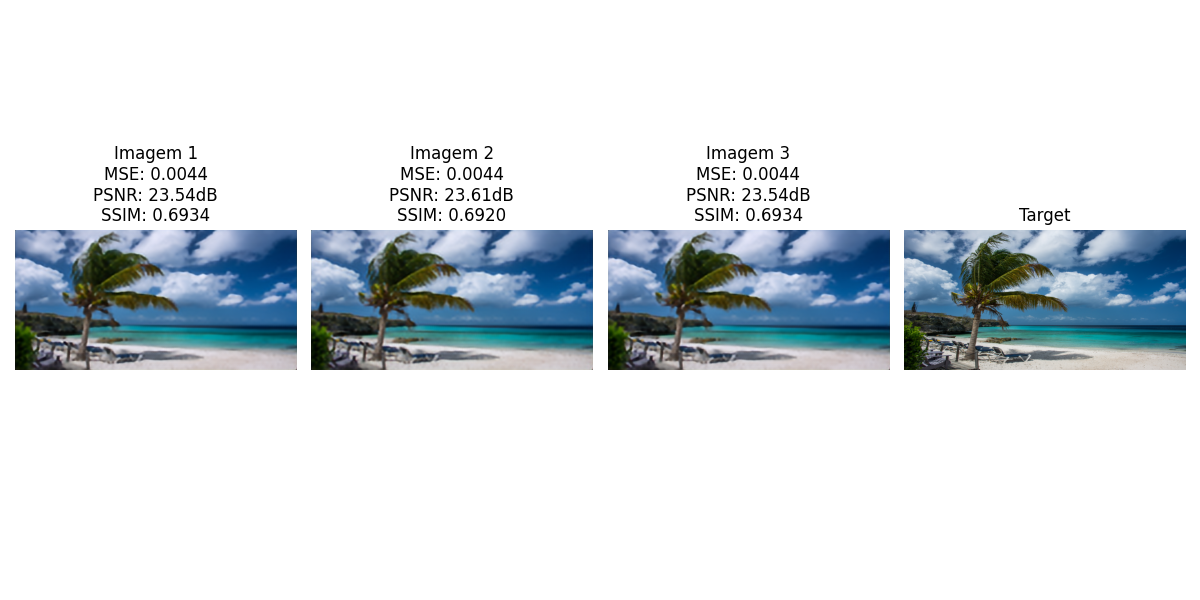 Imagem 1
MSE: 0.0044
PSNR: 23.54dB
SSIM: 0.6934
Imagem 2
MSE: 0.0044
PSNR: 23.61dB
SSIM: 0.6920
Imagem 3
MSE: 0.0044
PSNR: 23.54dB
SSIM: 0.6934
Target